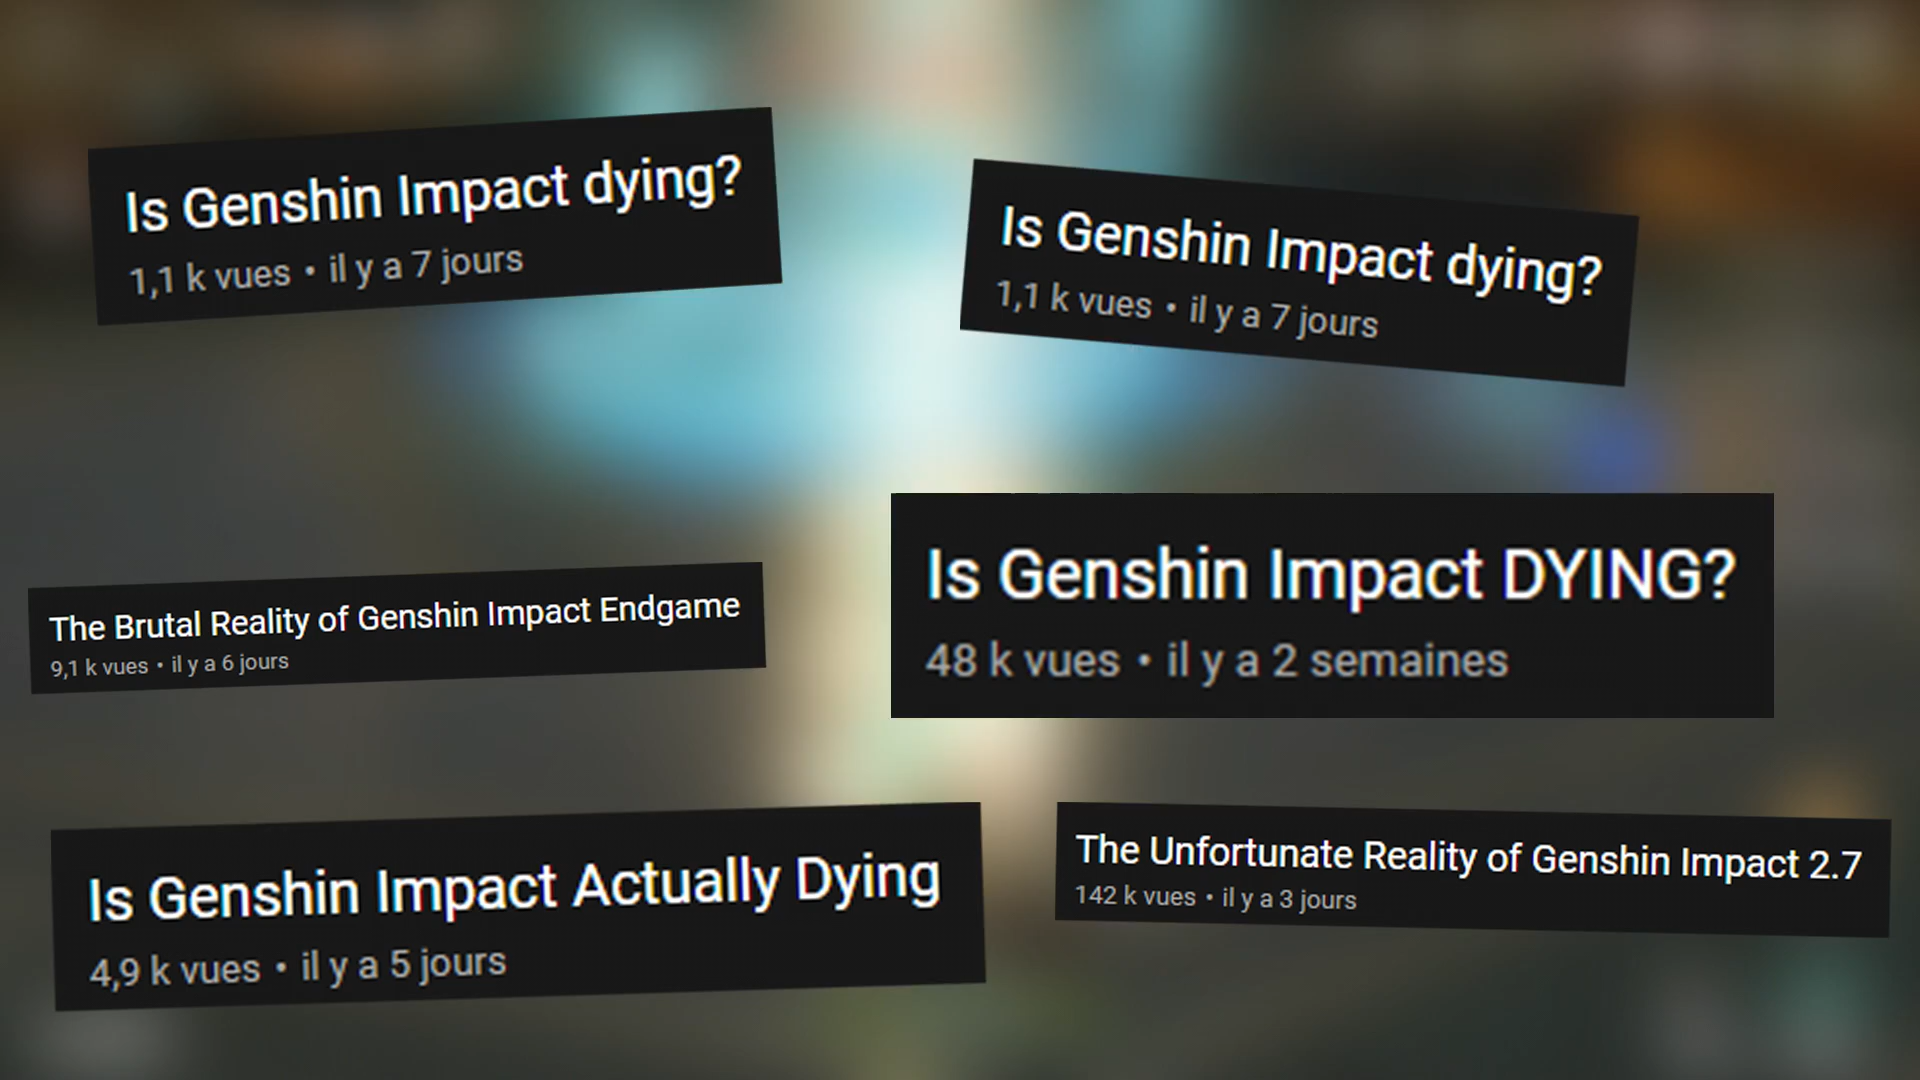 Is Genshin Impact dying?
1,1 k vues • il y a 7 jours
Is Genshin Impact dying?
1,1 k vues • il y a 7 jours
The Brutal Reality of Genshin Impact Endgame
9,1 k vues • il y a 6 jours
Is Genshin Impact DYING?
48 k vues • il y a 2 semaines
Is Genshin Impact Actually Dying
4,9 k vues • il y a 5 jours
The Unfortunate Reality of Genshin Impact 2.7
142 k vues • il y a 3 jours